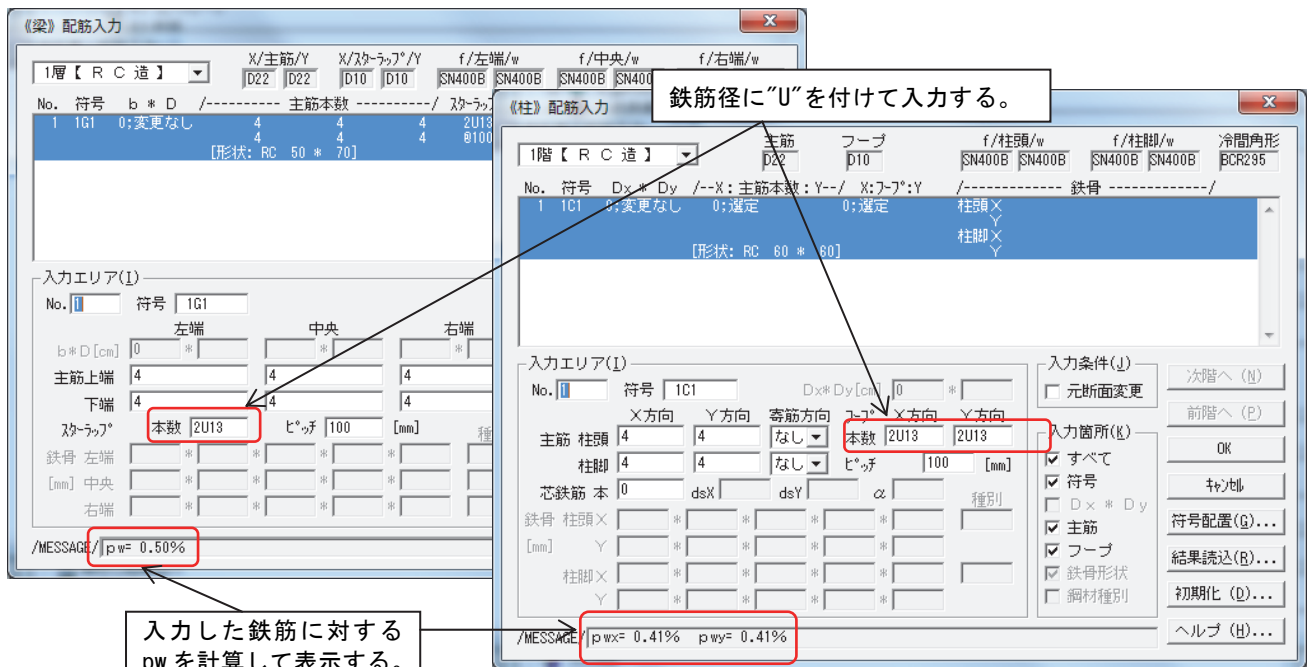 《梁》配筋入力
X/主筋/Y X/スターラップ/Y f/左端/w f/中央/w f/右端/w
1層【 R C 造 】 D22 D22 D10 D10 SN400B SN400B SN400B SN400
No. 符号 b * D /---------- 主筋本数 ----------/ スターラッ
1 1G1 0;変更なし 4 4 4 2U13
4 4 4 @100
[形状: RC 50 * 70]
入力エリア(I)
No. 1 符号 1G1
左端 中央 右端
b*D[cm] 0 * * *
主筋上端 4 4 4
下端 4 4 4
スターラップ 本数 2U13 ピッチ 100 [mm]
鉄骨 左端 * * * *
[mm] 中央 * * * *
右端 * * * *
/MESSAGE/ pw= 0.50%
入力した鉄筋に対する
pwを計算して表示する。
鉄筋径に"U"を付けて入力する。
《柱》配筋入力
主筋 フープ f/柱頭/w f/柱脚/w 冷間角形
1階【 R C 造 】 D22 D10 SN400B SN400B SN400B SN400B BCR295
No. 符号 Dx * Dy /--X:主筋本数:Y--/ X:フープ:Y /------------- 鉄骨 -------------/
1 1C1 0;変更なし 0;選定 0;選定 柱頭X
Y
柱脚X
[形状: RC 60 * 60] Y
入力エリア(I)
No. 1 符号 1C1 Dx*Dy[cm] 0 *
X方向 Y方向 寄筋方向 フープ X方向 Y方向
主筋 柱頭 4 4 なし 本数 2U13 2U13
柱脚 4 4 なし ピッチ 100 [mm]
芯鉄筋 本 0 dsX dsY α 種別
鉄骨 柱頭X * * *
[mm] Y * * *
柱脚X * * *
Y * * *
/MESSAGE/ pwx= 0.41% pwy= 0.41%
入力条件(J)
元断面変更
入力箇所(K)
すべて
符号
Dx * Dy
主筋
フープ
鉄骨形状
鋼材種別
次階へ (N)
前階へ (P)
OK
キャンセル
符号配置(G)...
結果読込(R)...
初期化 (D)...
ヘルプ (H)...